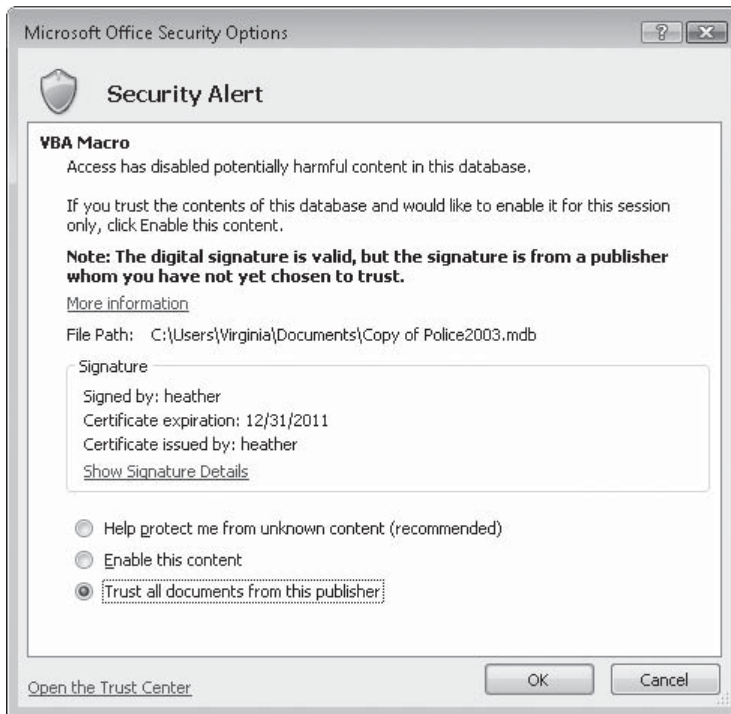 Microsoft Office Security Options
Security Alert
VBA Macro
Access has disabled potentially harmful content in this database.
If you trust the contents of this database and would like to enable it for this session
only, click Enable this content.
Note: The digital signature is valid, but the signature is from a publisher
whom you have not yet chosen to trust.
More information
File Path: C:\Users\Virginia\Documents\Copy of Police2003.mdb
Signature
Signed by: heather
Certificate expiration: 12/31/2011
Certificate issued by: heather
Show Signature Details
Help protect me from unknown content (recommended)
Enable this content
Trust all documents from this publisher
Open the Trust Center
OK
Cancel